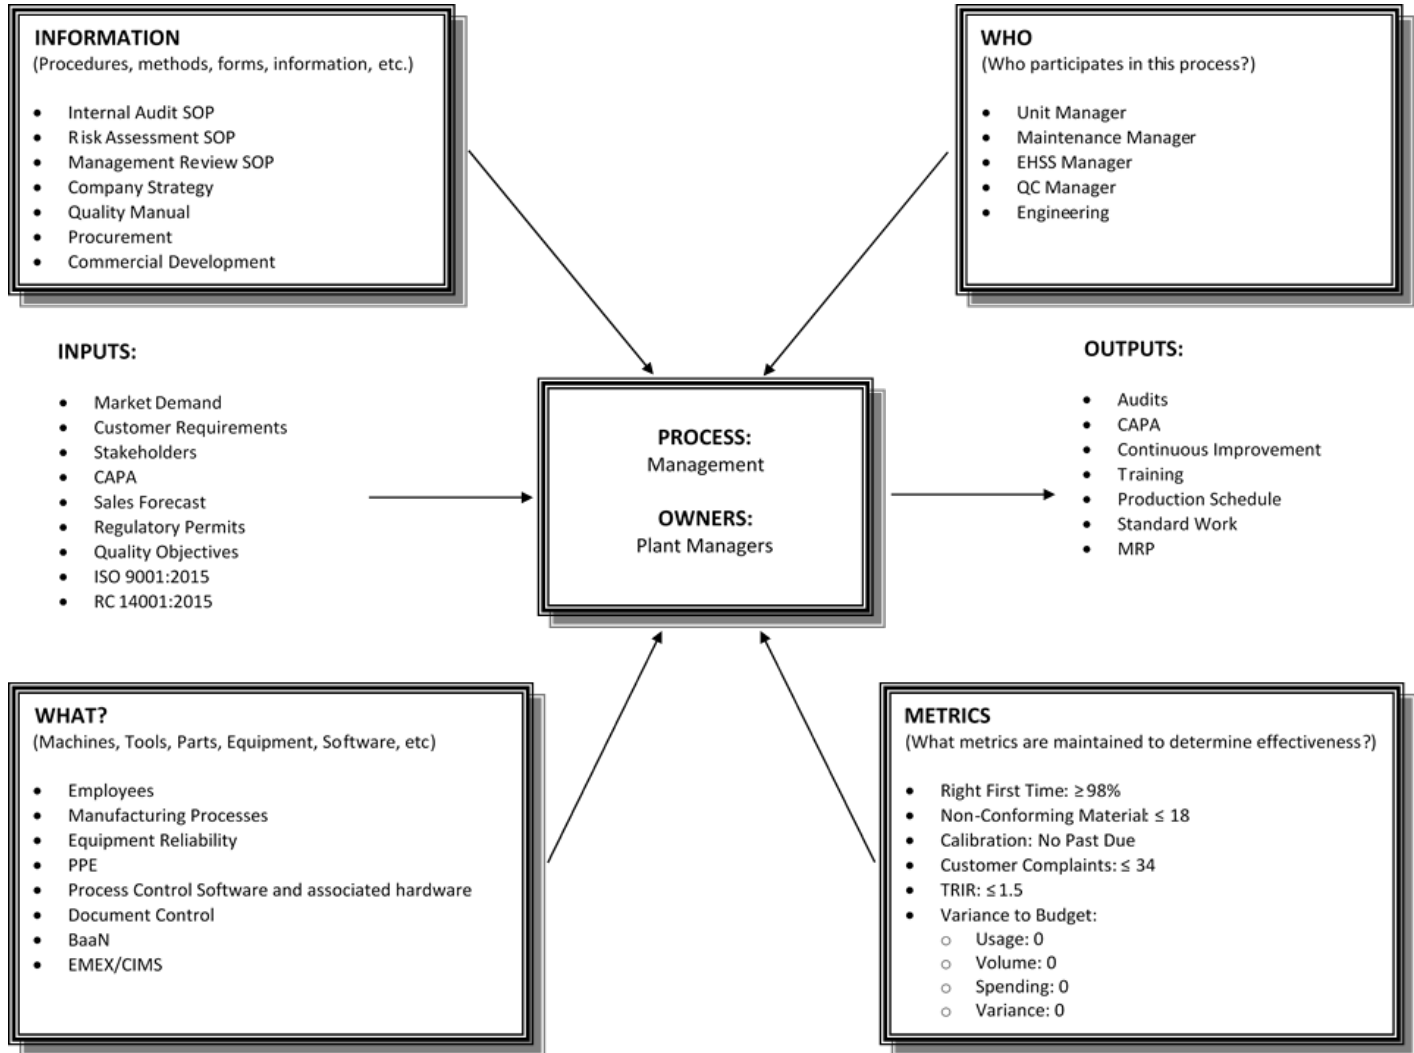 INFORMATION
(Procedures, methods, forms, information, etc.)
• Internal Audit SOP
• Risk Assessment SOP
• Management Review SOP
• Company Strategy
• Quality Manual
• Procurement
• Commercial Development
WHO
(Who participates in this process?)
• Unit Manager
• Maintenance Manager
• EHSS Manager
• QC Manager
• Engineering
INPUTS:
• Market Demand
• Customer Requirements
• Stakeholders
• CAPA
• Sales Forecast
• Regulatory Permits
• Quality Objectives
• ISO 9001:2015
• RC 14001:2015
PROCESS:
Management
OWNERS:
Plant Managers
OUTPUTS:
• Audits
• CAPA
• Continuous Improvement
• Training
• Production Schedule
• Standard Work
• MRP
WHAT?
(Machines, Tools, Parts, Equipment, Software, etc)
• Employees
• Manufacturing Processes
• Equipment Reliability
• PPE
• Process Control Software and associated hardware
• Document Control
• BaaN
• EMEX/CIMS
METRICS
(What metrics are maintained to determine effectiveness?)
• Right First Time: ≥98%
• Non-Conforming Material: ≤ 18
• Calibration: No Past Due
• Customer Complaints: ≤ 34
• TRIR: ≤1.5
• Variance to Budget:
o Usage: 0
o Volume: 0
o Spending: 0
o Variance: 0